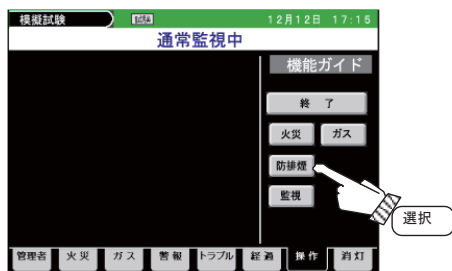 模擬試験 試験 12月12日 17:15
通常監視中
機能ガイド
終 了
火災 ガス
防排煙
監視
選択
管理者 火災 ガス 警報 トラブル 経過 操作 消灯